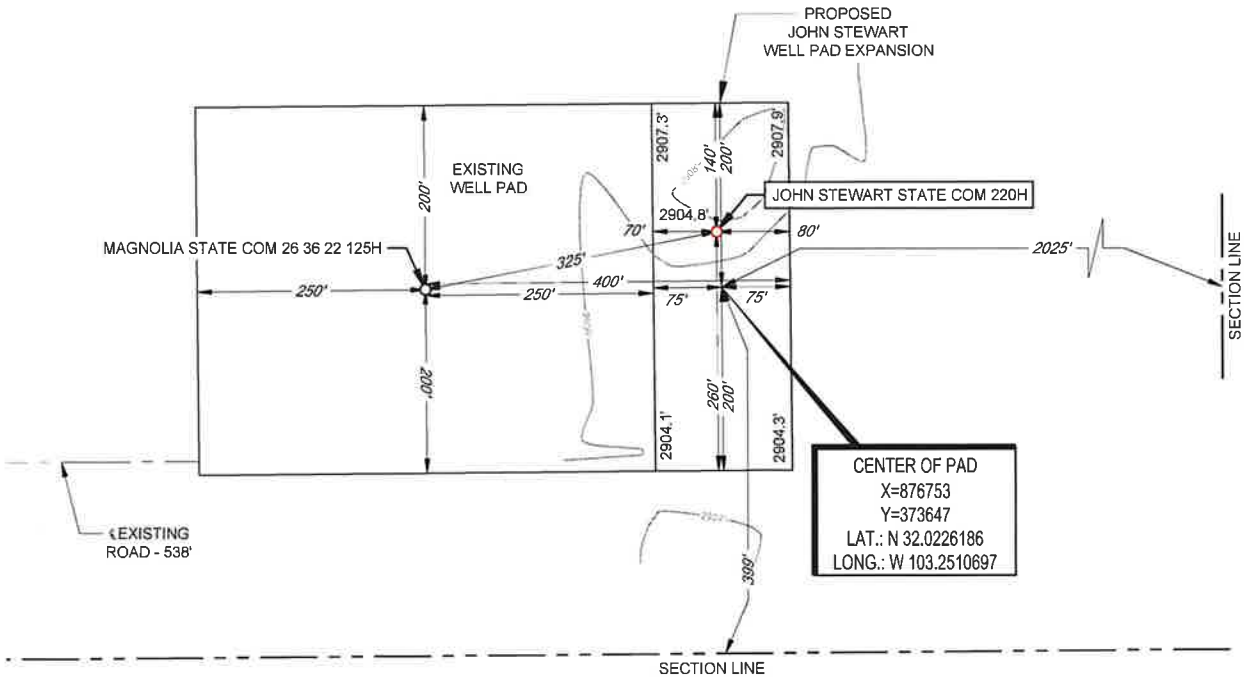 PROPOSED
JOHN STEWART
WELL PAD EXPANSION
2907.3'
140'
200'
2907.9'
EXISTING
WELL PAD
200'
JOHN STEWART STATE COM 220H
2904.8'
70'
80'
MAGNOLIA STATE COM 26 36 22 125H
325'
2025'
SECTION LINE
400'
250'
250'
75'
75'
200'
260'
200'
2904.1'
2904.3'
CENTER OF PAD
X=876753
Y=373647
LAT.: N 32.0226186
LONG.: W 103.2510697
EXISTING
ROAD - 538'
399'
SECTION LINE